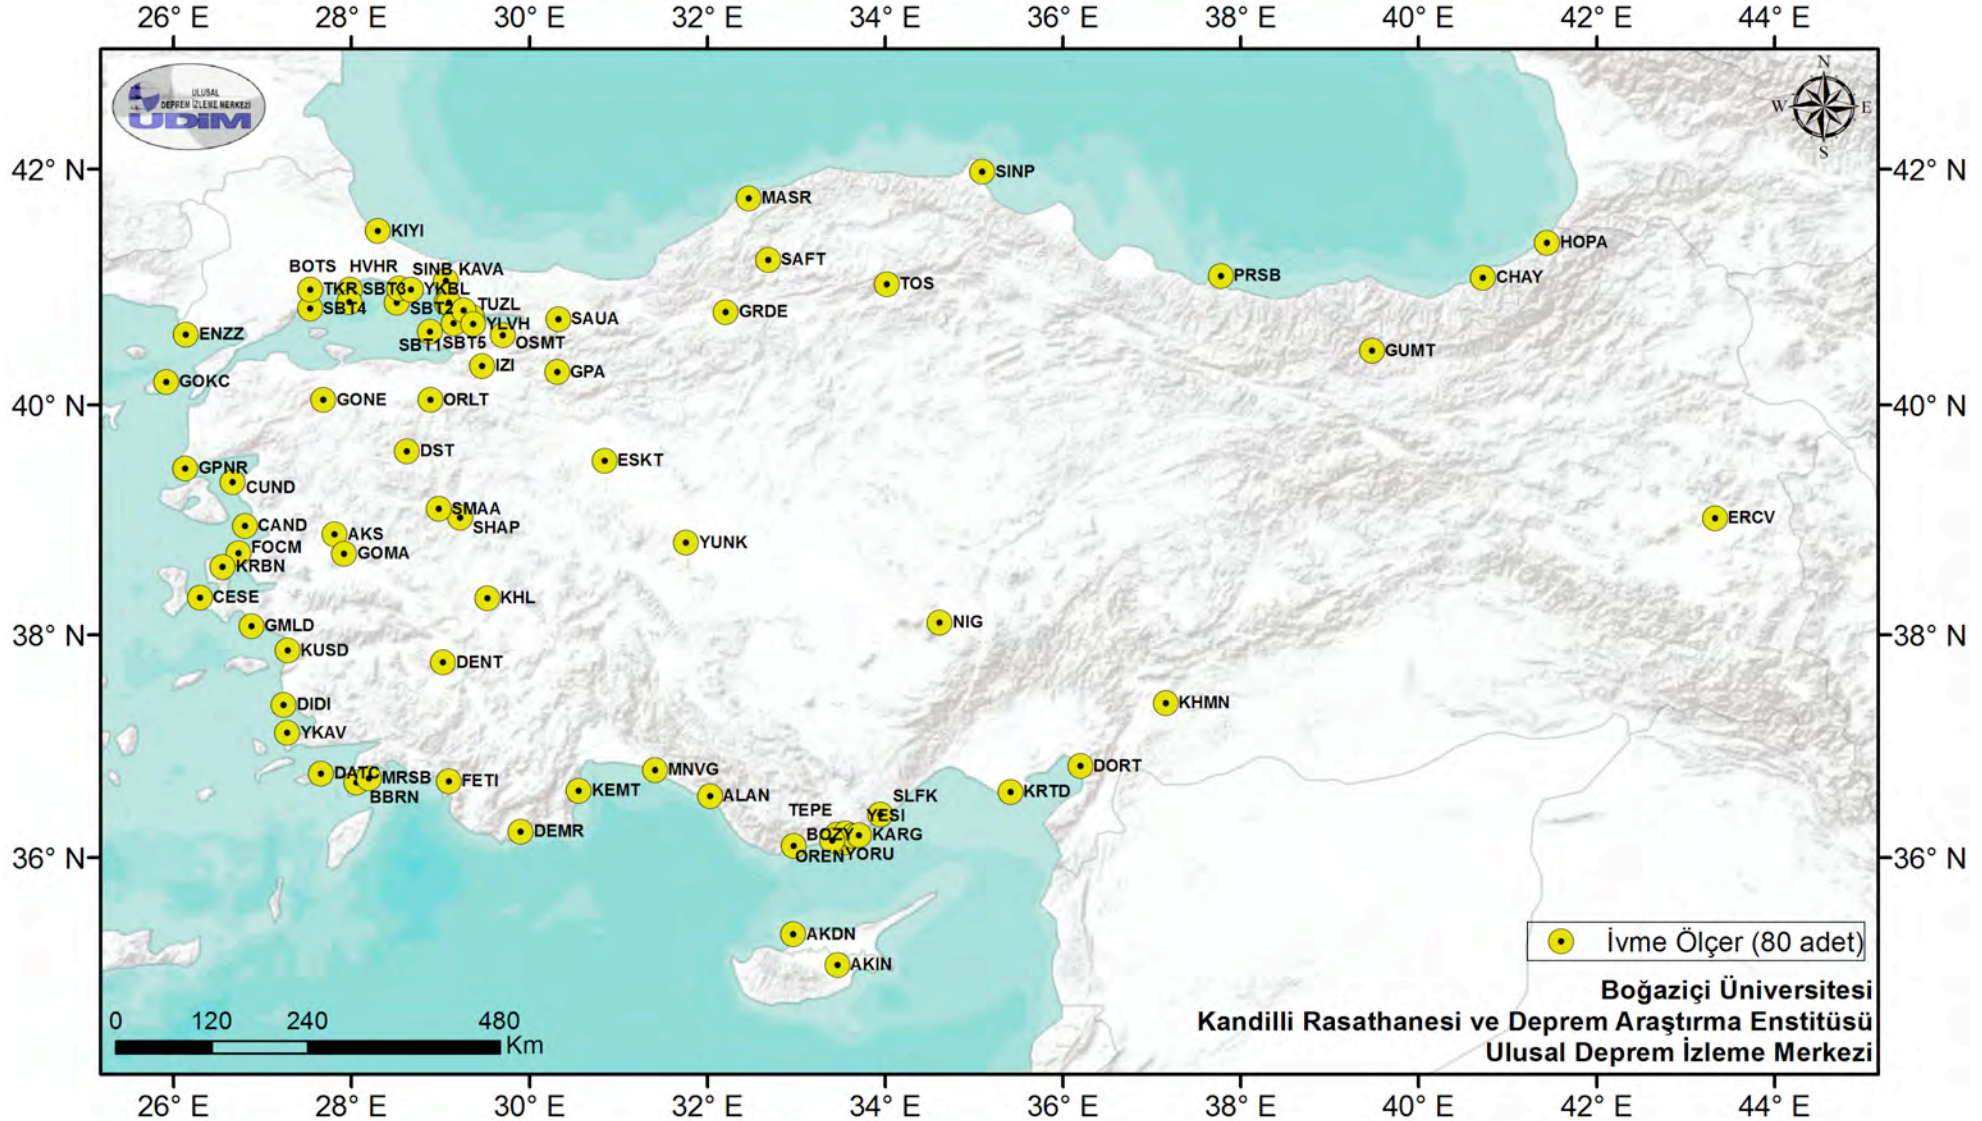 26° E 28° E 30° E 32° E 34° E 36° E 38° E 40° E 42° E 44° E
ULUSAL
DEPREM İZLEME MERKEZİ
UDİM
N
W E
S
42° N
42° N
SINP
MASR
KIYI
HOPA
SAFT
BOTS HVHR SINB KAVA
PRSB
CHAY
TOS
TKR SBT3 YKBL
TUZL
SBT4 SBT2
GRDE
SAUA
YLVH
ENZZ
SBT1 SBT5 OSMT
GUMT
IZI
GPA
GOKC
GONE
ORLT
40° N
40° N
DST
ESKT
GPNR
CUND
SMAA
ERCV
CAND
SHAP
AKS
YUNK
FOCM
GOMA
KRBN
CESE
KHL
NIG
GMLD
38° N
38° N
KUSD
DENT
DIDI
KHMN
YKAV
DORT
MNVG
DATC
MRSB
FETI
KEMT
KRTD
BBRN
ALAN
SLFK
TEPE
YESI
DEMR
BOZY
KARG
OREN
YORU
36° N
36° N
AKDN
AKIN
İvme Ölçer (80 adet)
Boğaziçi Üniversitesi
Kandilli Rasathanesi ve Deprem Araştırma Enstitüsü
Ulusal Deprem İzleme Merkezi
0 120 240 480
Km
26° E 28° E 30° E 32° E 34° E 36° E 38° E 40° E 42° E 44° E